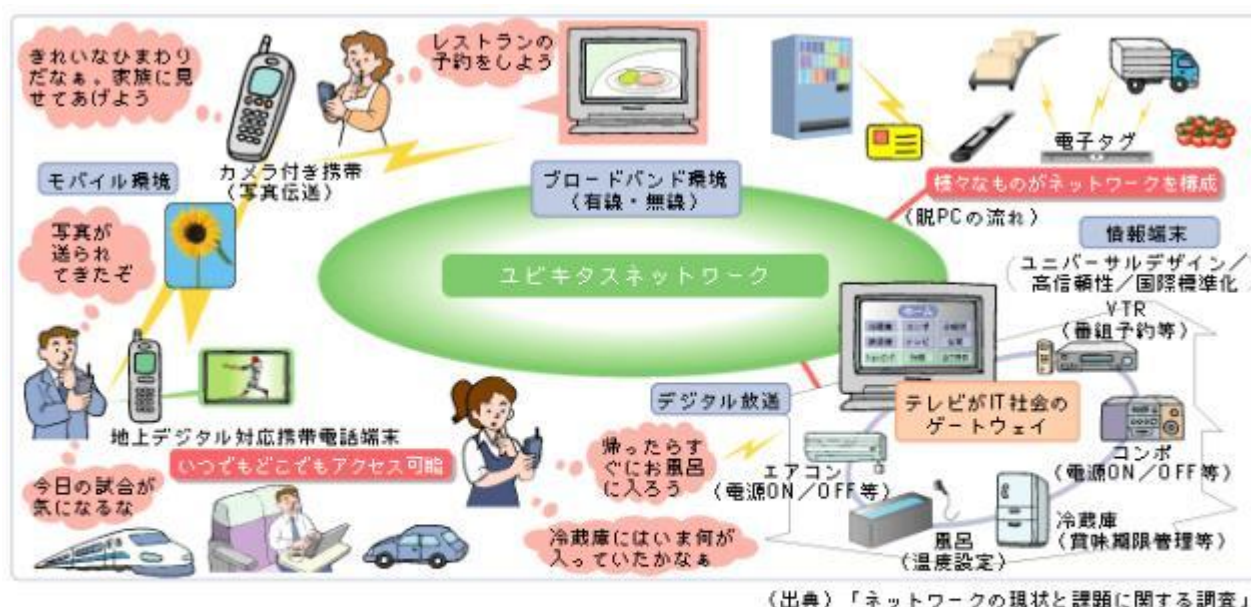 きれいなひまわり
だなぁ。家族に見
せてあげよう
レストランの
予約をしよう
カメラ付き携帯
（写真伝送）
モバイル環境
ブロードバンド環境
（有線・無線）
電子タグ
様々なものがネットワークを構成
（脱PCの流れ）
情報端末
ユニバーサルデザイン／
高信頼性／国際標準化
写真が
送られ
てきたぞ
ユビキタスネットワーク
ホーム
テレビ
VTR
（番組予約等）
デジタル放送
テレビがIT社会の
ゲートウェイ
地上デジタル対応携帯電話端末
いつでもどこでもアクセス可能
今日の試合が
気になるな
帰ったらす
ぐにお風呂
に入ろう
エアコン
（電源ON／OFF等）
コンポ
（電源ON／OFF等）
冷蔵庫にはいま何が
入っていたかなぁ
風呂
（温度設定）
冷蔵庫
（賞味期限管理等）
（出典）「ネットワークの現状と課題に関する調査」